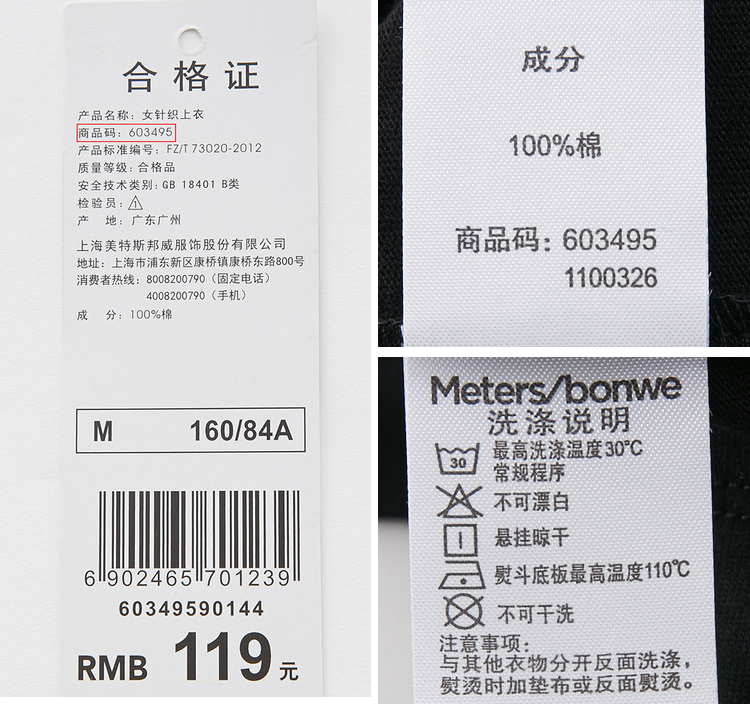 合格证
产品名称: 女针织上衣
商品码: 603495
产品标准编号: FZ/T 73020-2012
质量等级: 合格品
安全技术类别: GB 18401 B类
检验员: 1
产 地: 广东广州
上海美特斯邦威服饰股份有限公司
地址: 上海市浦东新区康桥镇康桥东路800号
消费者热线: 8008200790（固定电话）
4008200790（手机）
成 分: 100%棉
M 160/84A
6 902465 701239
60349590144
RMB 119元
成分
100%棉
商品码: 603495
1100326
Meters/bonwe
洗涤说明
30
最高洗涤温度30℃
常规程序
不可漂白
悬挂晾干
熨斗底板最高温度110℃
不可干洗
注意事项:
与其他衣物分开反面洗涤,
熨烫时加垫布或反面熨烫。